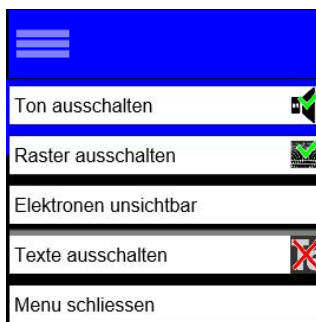 Ton ausschalten
Raster ausschalten
Elektronen unsichtbar
Texte ausschalten
Menu schliessen